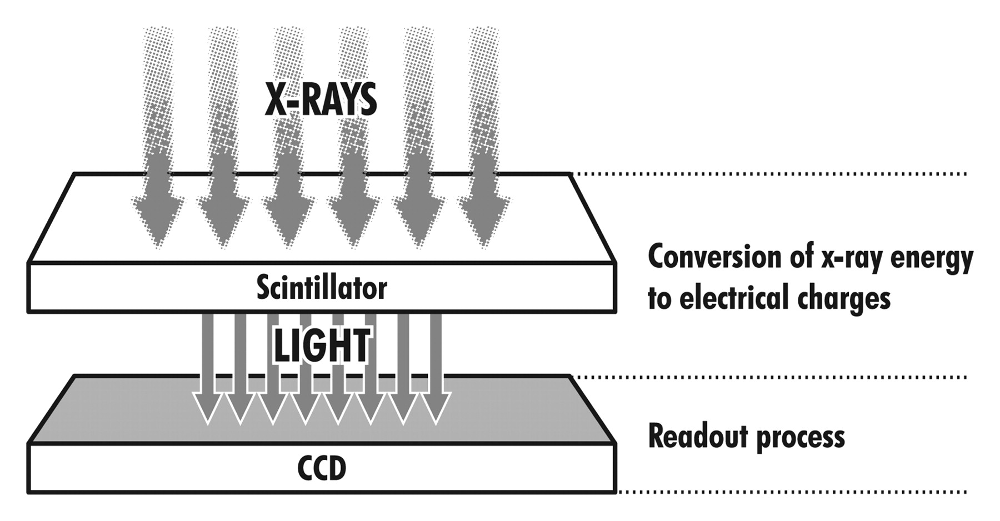 X-RAYS
Scintillator
Conversion of x-ray energy
to electrical charges
LIGHT
Readout process
CCD